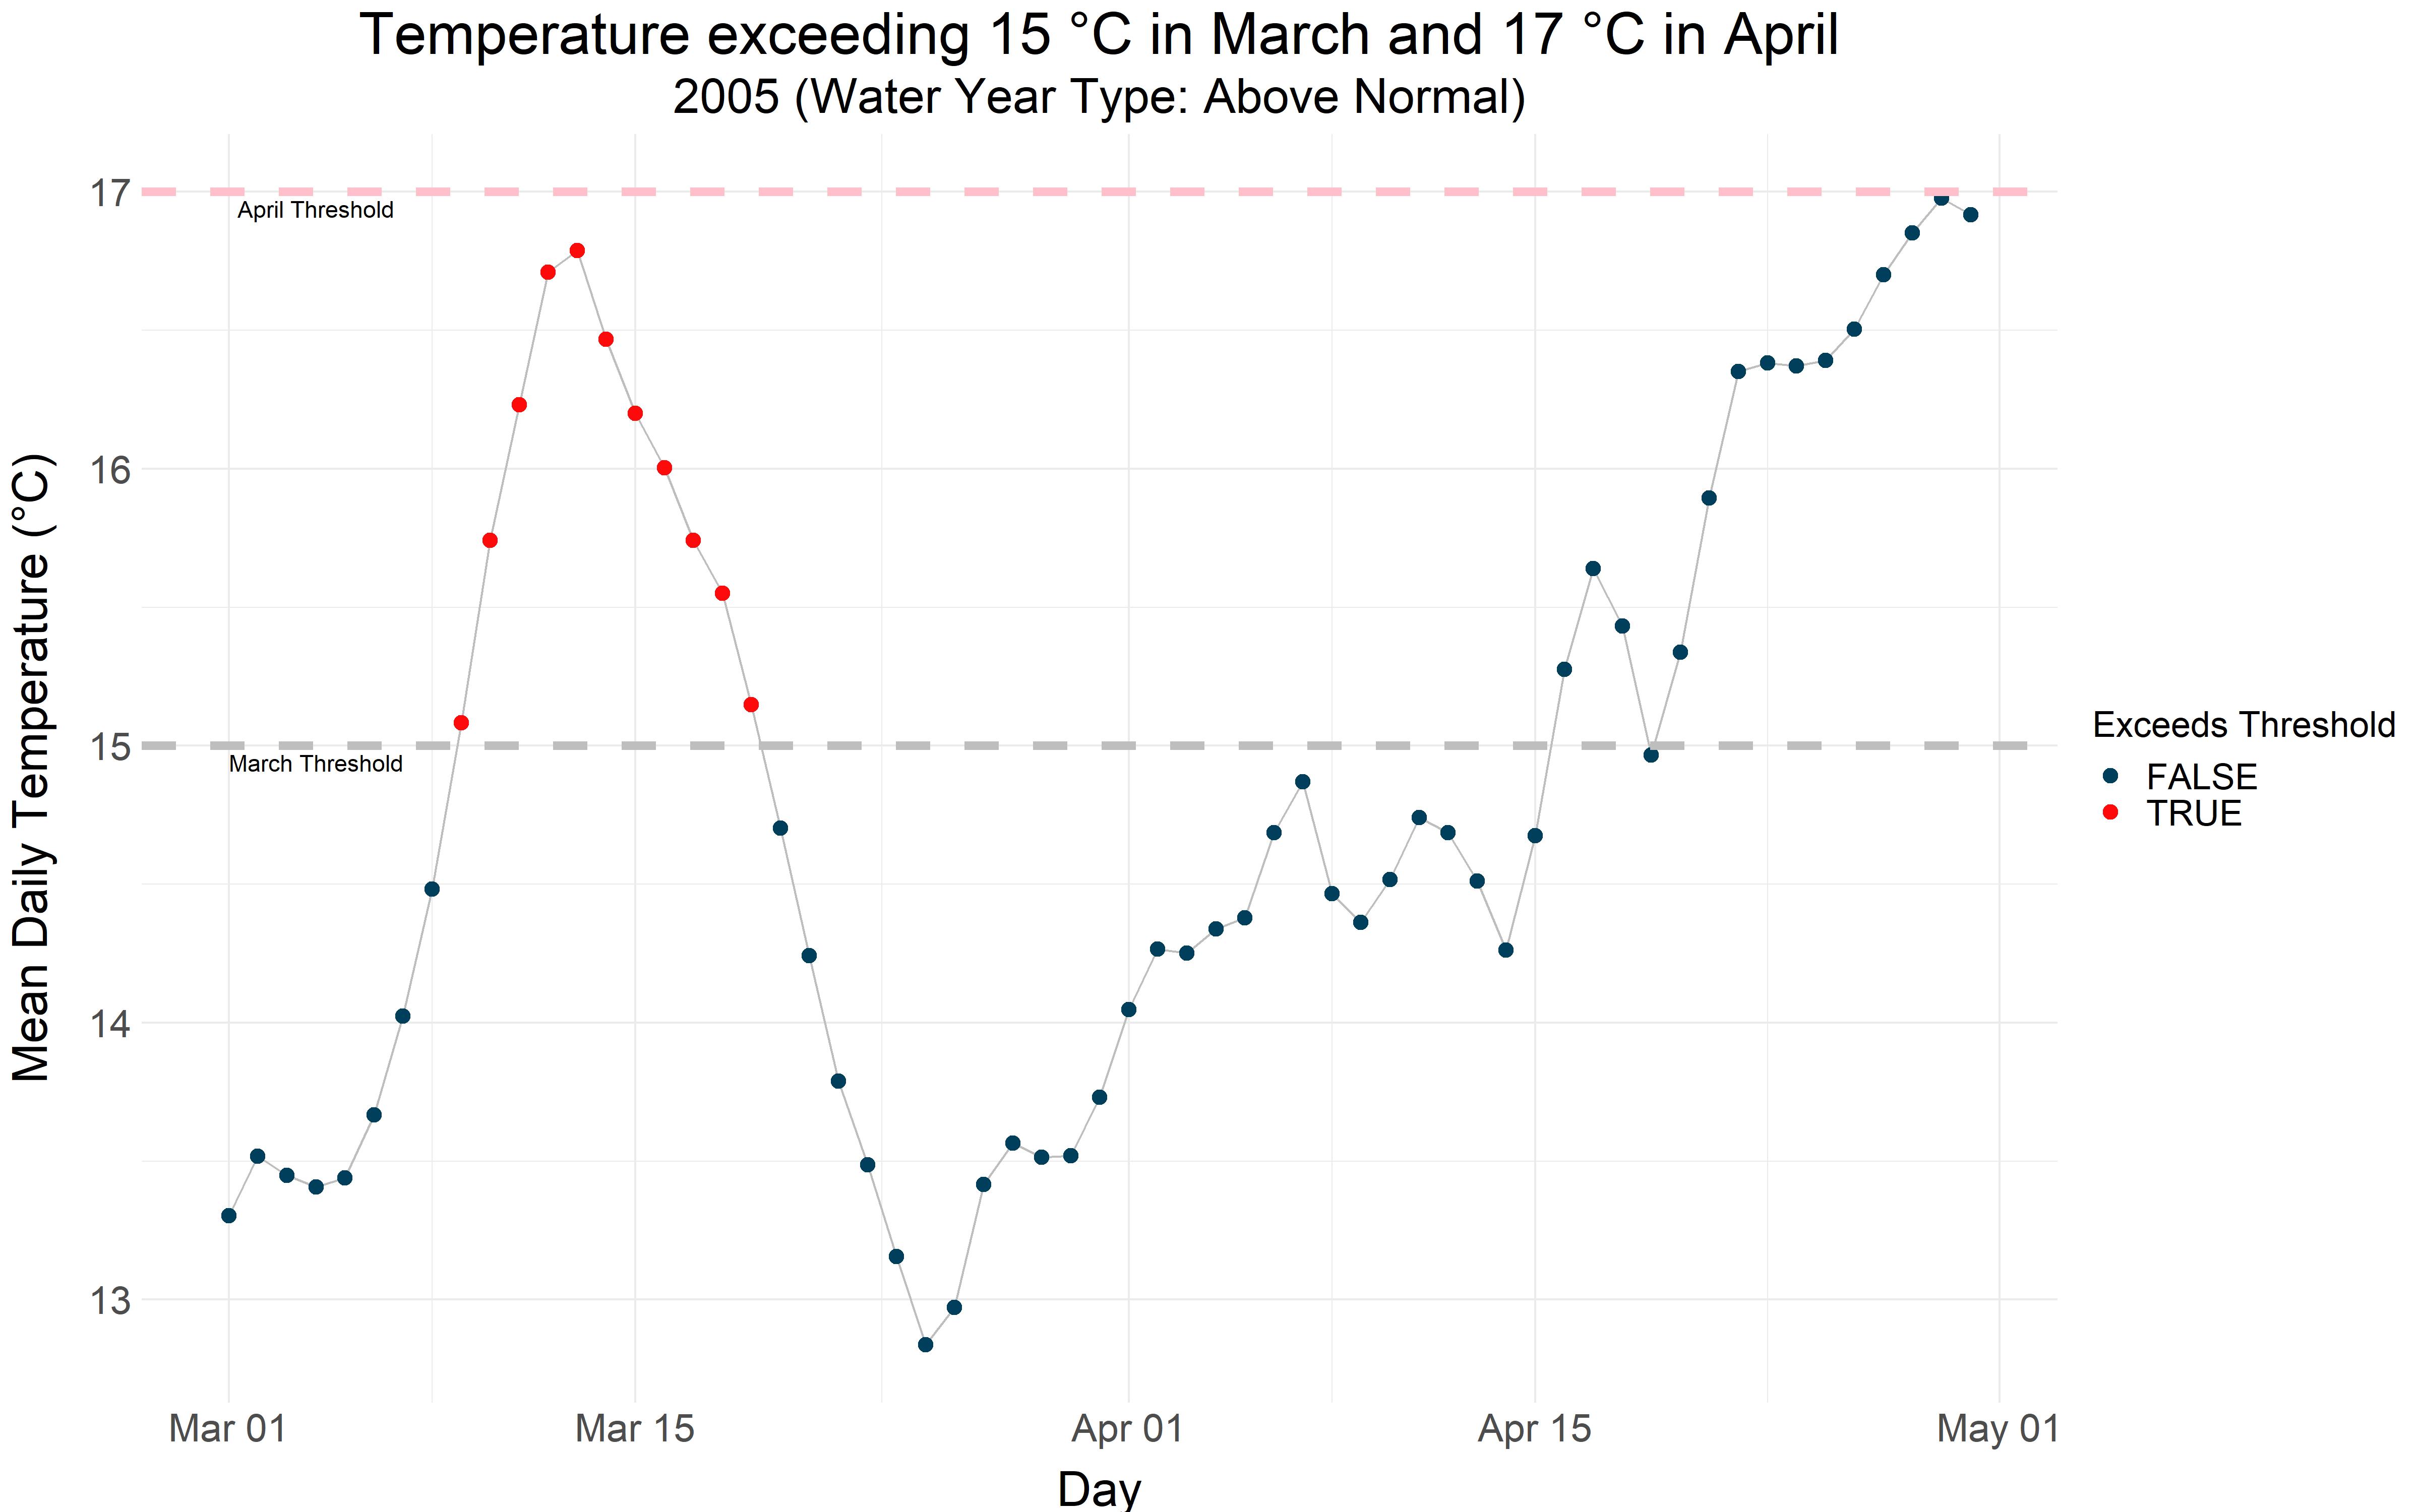 Temperature exceeding 15 °C in March and 17 °C in April
2005 (Water Year Type: Above Normal)
Mean Daily Temperature (°C)
17
April Threshold
16
15
March Threshold
14
13
Exceeds Threshold
FALSE
TRUE
Mar 01 Mar 15 Apr 01 Apr 15 May 01
Day